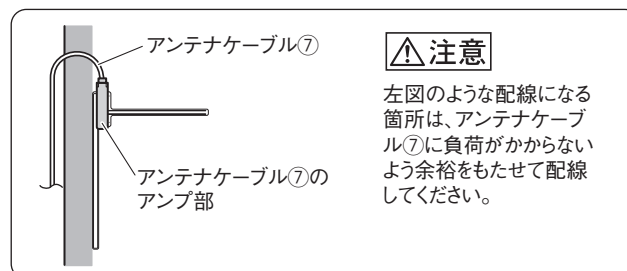 アンテナケーブル⑦
アンテナケーブル⑦の
アンプ部
注意
左図のような配線になる
箇所は、アンテナケーブ
ル⑦に負荷がかからない
よう余裕をもたせて配線
してください。